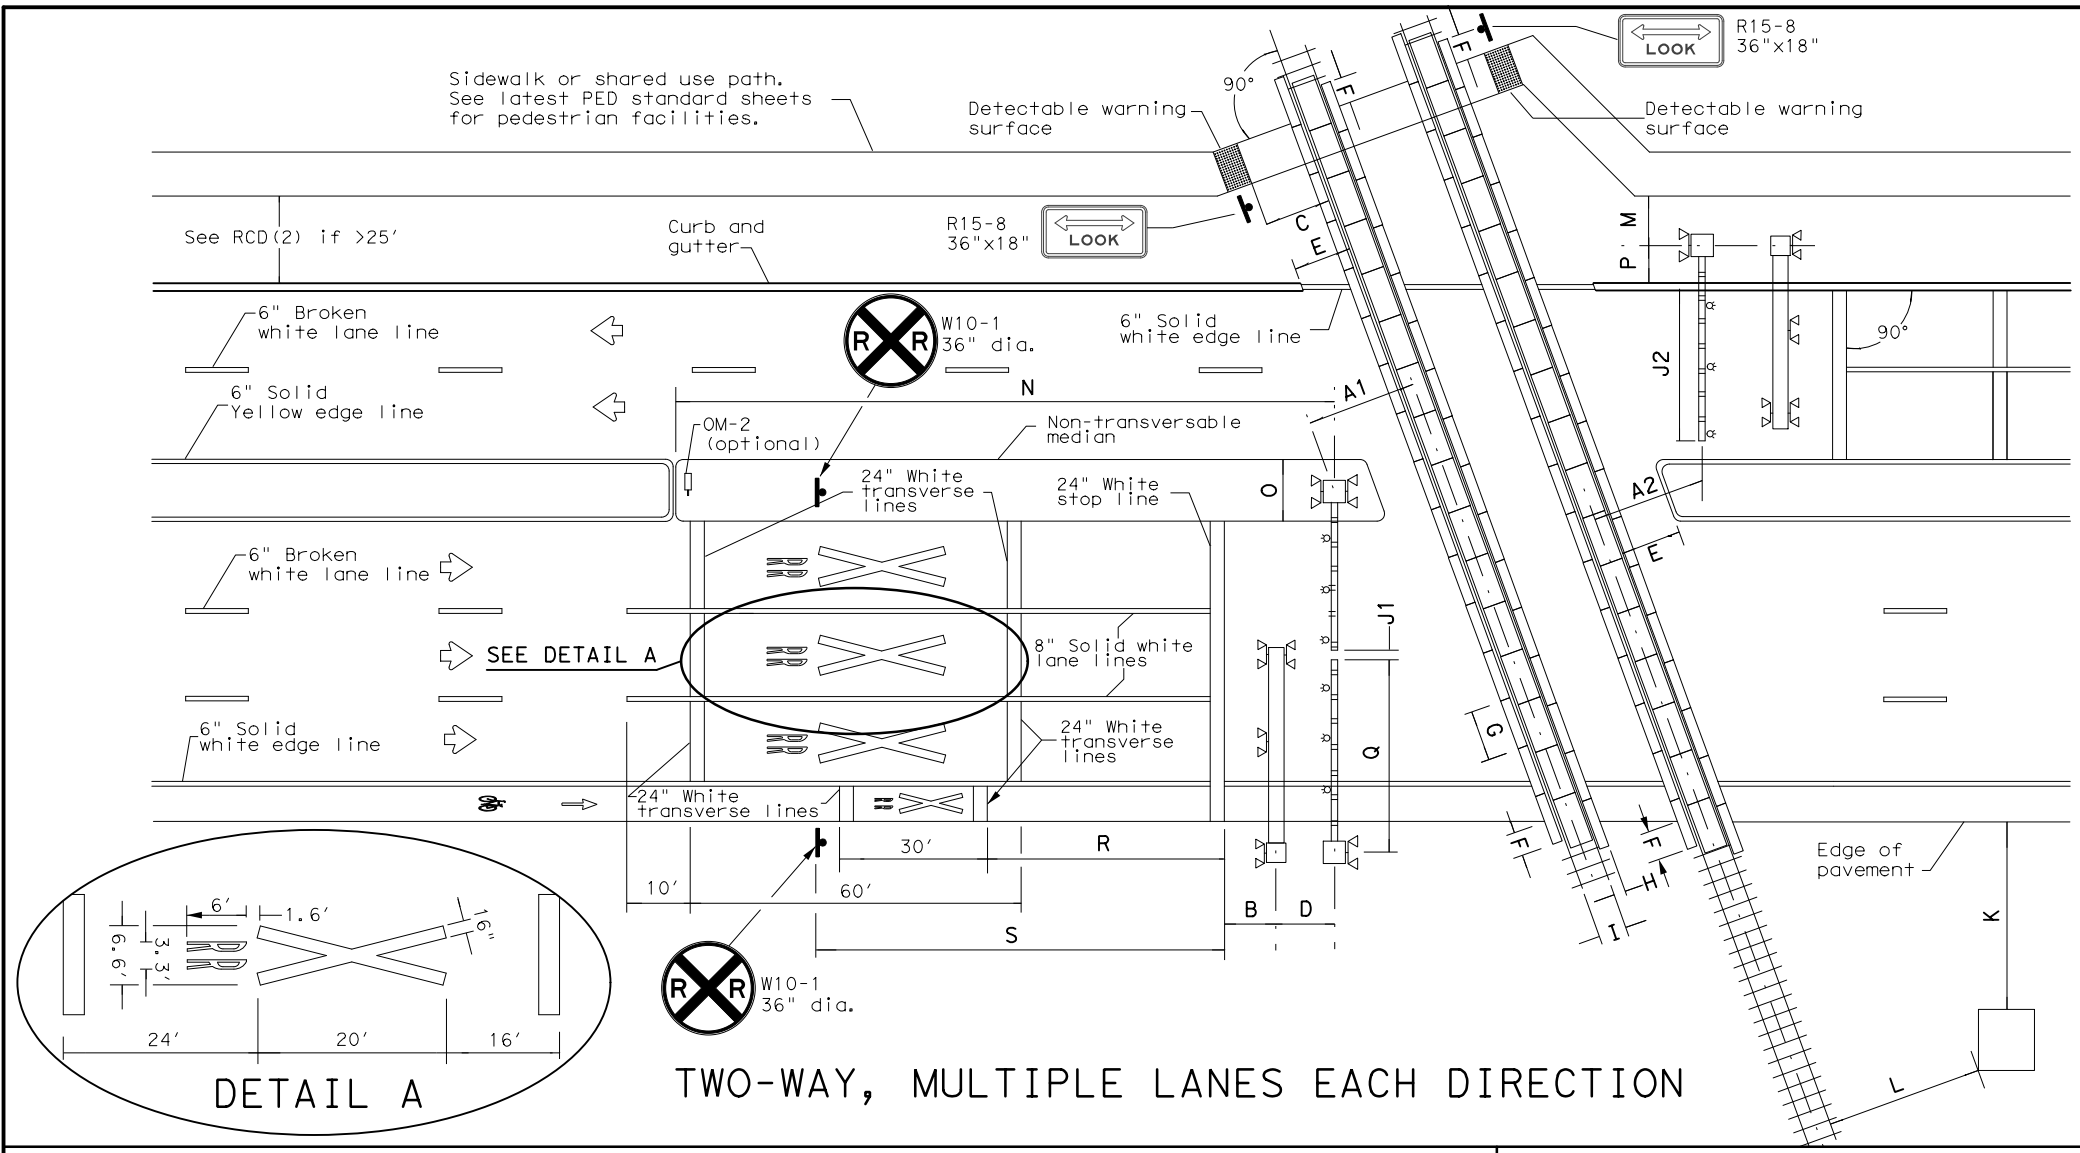 R15-8
36"x18"
LOOK
Sidewalk or shared use path.
See latest PED standard sheets
for pedestrian facilities.
90°
F
F
Detectable warning
surface
Detectable warning
surface
See RCD(2) if >25'
Curb and
gutter
R15-8
36"x18"
LOOK
C
E
M
P
6" Broken
white lane line
R R
W10-1
36" dia.
6" Solid
white edge line
90°
J2
6" Solid
Yellow edge line
N
A1
OM-2
(optional)
Non-transversable
median
24" White
transverse
lines
24" White
stop line
O
A2
E
6" Broken
white lane line
J1
SEE DETAIL A
8" Solid white
lane lines
RR
RR
RR
6" Solid
white edge line
24" White
transverse
lines
G
Q
24" White
transverse lines
RR
30'
R
F
F
H
I
Edge of
pavement
10'
60'
B
D
S
K
6'
1.6'
16"
6.6'
3.3'
RR
24'
20'
16'
DETAIL A
R R
W10-1
36" dia.
L
TWO-WAY, MULTIPLE LANES EACH DIRECTION